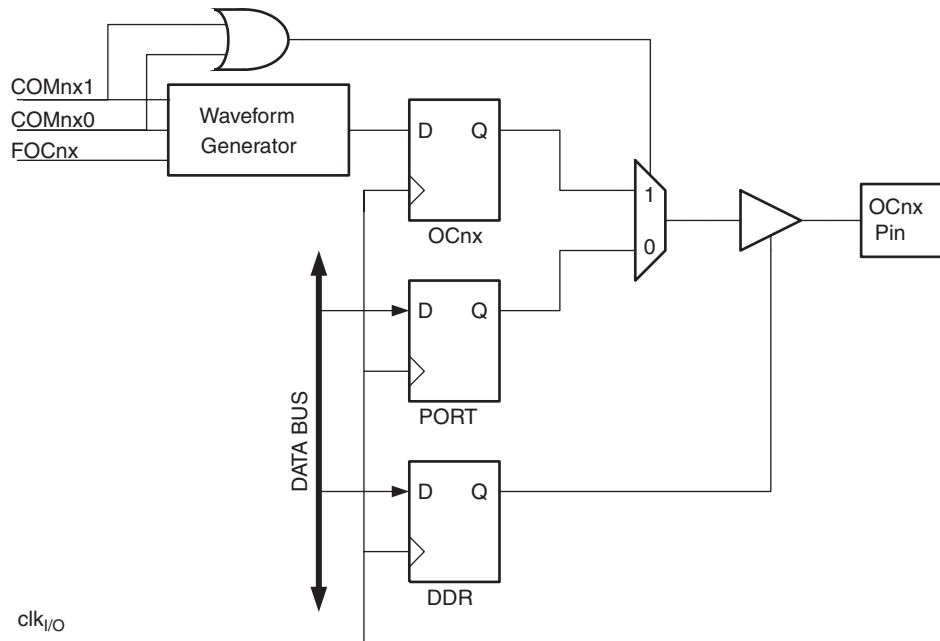 COMnx1
COMnx0
FOCnx
Waveform
Generator
D Q
OCnx
1
0
OCnx
Pin
D Q
PORT
DATA BUS
D Q
DDR
clkI/O